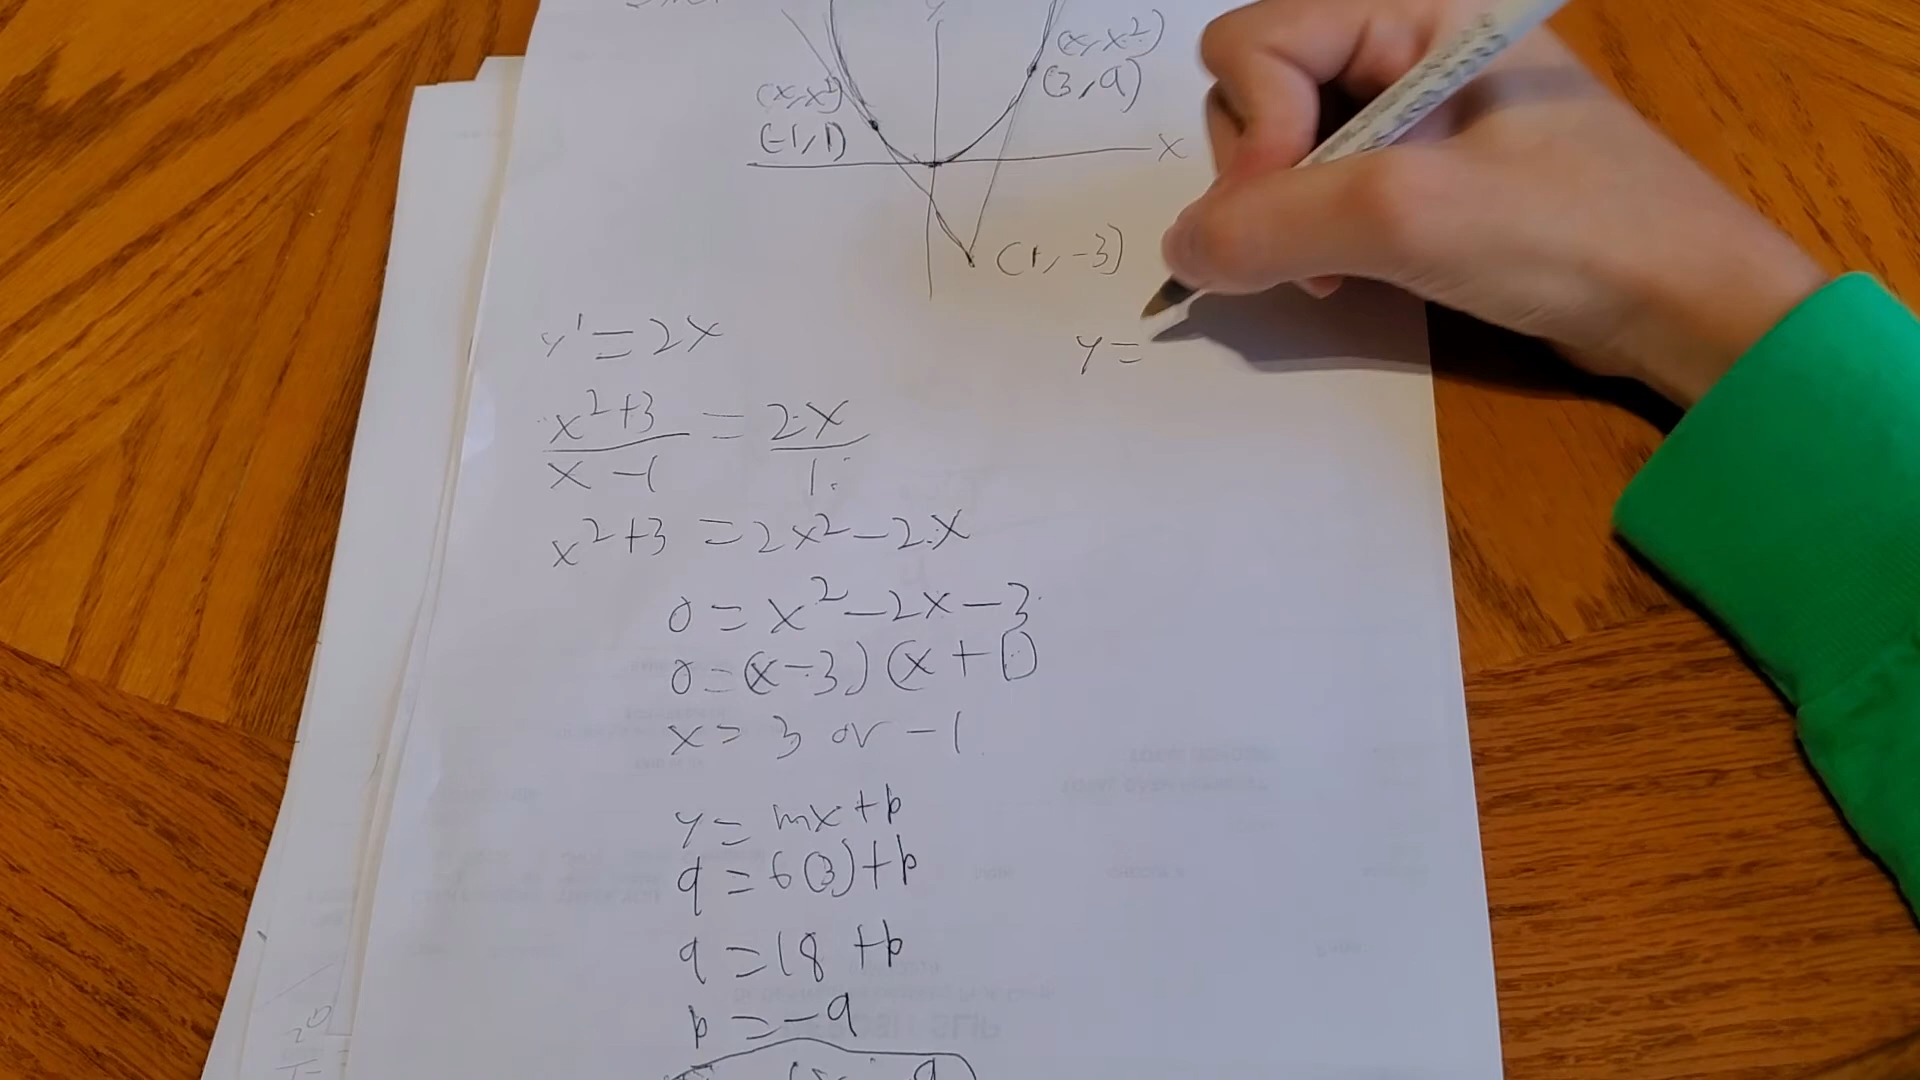 y
(x, x²)
(3, 9)
(x, x²)
(-1, 1)
x
(1, -3)
y' = 2x
y =
x²+3 / x-1 = 2x / 1
x²+3 = 2x²-2x
0 = x²-2x-3
0 = (x-3)(x+1)
x = 3 or -1
y = mx+b
9 = 6(3)+b
9 = 18 +b
b = -9